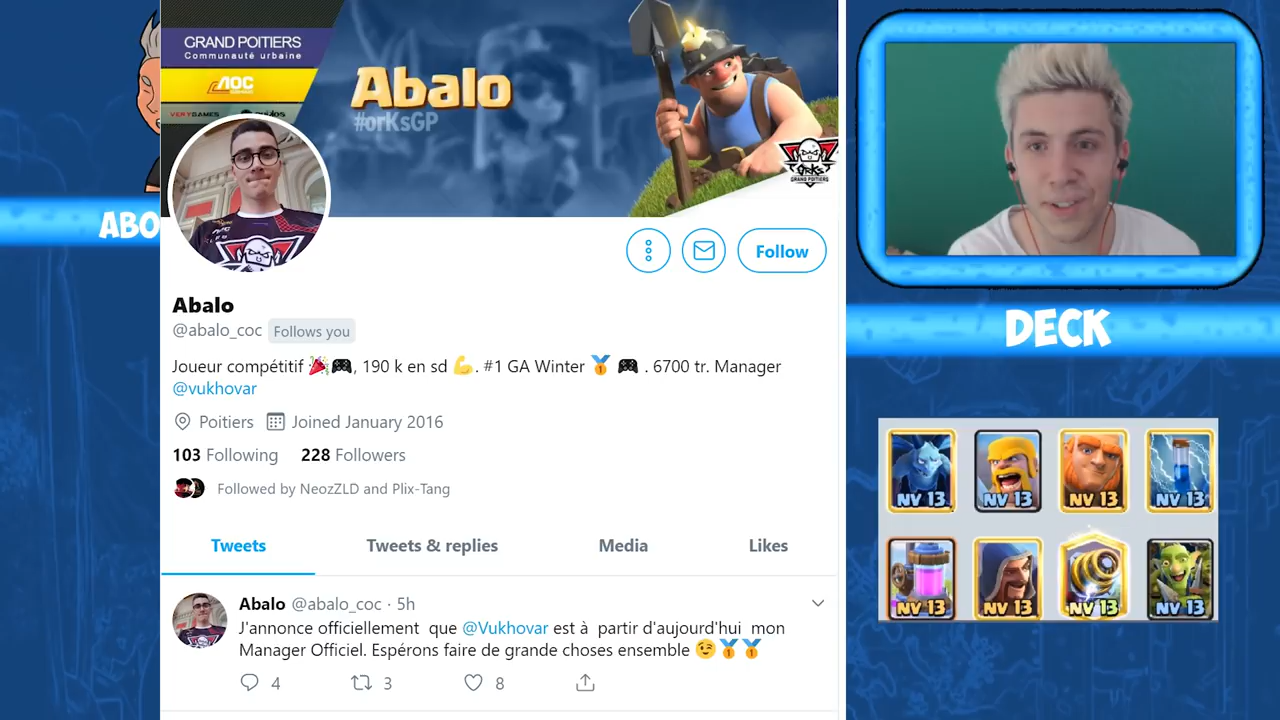 GRAND POITIERS
Communauté urbaine
AOC
VERYGAMES
Abalo
#orKsGP
ORKS
GRAND POITIERS
ABO
Follow
Abalo
@abalo_coc Follows you
Joueur compétitif 🎉🎮, 190 k en sd 💪. #1 GA Winter 🥇 🎮 . 6700 tr. Manager
@vukhovar
Poitiers Joined January 2016
103 Following 228 Followers
Followed by NeozZLD and Plix-Tang
Tweets Tweets & replies Media Likes
Abalo @abalo_coc · 5h
J'annonce officiellement que @Vukhovar est à partir d'aujourd'hui mon
Manager Officiel. Espérons faire de grande choses ensemble 😉🥇🥇
4 3 8
DECK
NV 13 NV 13 NV 13 NV 13
NV 13 NV 13 NV 13 NV 13